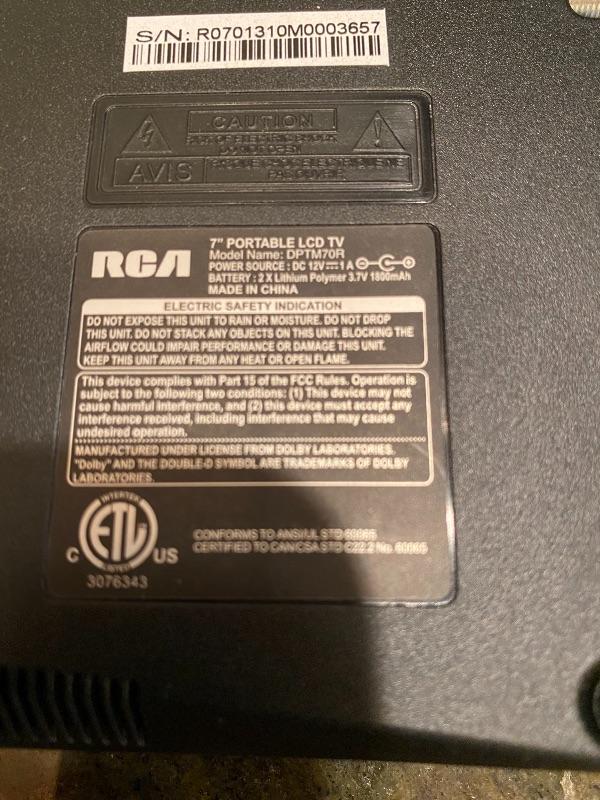 S/N: R0701310M0003657
CAUTION
AVIS
RCA
7" PORTABLE LCD TV
Model Name: DPTM70R
POWER SOURCE : DC 12V 1 A
BATTERY : 2 X Lithium Polymer 3.7V 1800mAh
MADE IN CHINA
ELECTRIC SAFETY INDICATION
DO NOT EXPOSE THIS UNIT TO RAIN OR MOISTURE. DO NOT DROP
THIS UNIT. DO NOT STACK ANY OBJECTS ON THIS UNIT. BLOCKING THE
AIRFLOW COULD IMPAIR PERFORMANCE OR DAMAGE THIS UNIT.
KEEP THIS UNIT AWAY FROM ANY HEAT OR OPEN FLAME.
This device complies with Part 15 of the FCC Rules. Operation is
subject to the following two conditions: (1) This device may not
cause harmful interference, and (2) this device must accept any
interference received, including interference that may cause
undesired operation.
MANUFACTURED UNDER LICENSE FROM DOLBY LABORATORIES.
"Dolby" AND THE DOUBLE-D SYMBOL ARE TRADEMARKS OF DOLBY
LABORATORIES.
INTERTEK
ETL
C US
3076343
CONFORMS TO ANSI/UL STD 60065
CERTIFIED TO CAN/CSA STD C22.2 No. 60065